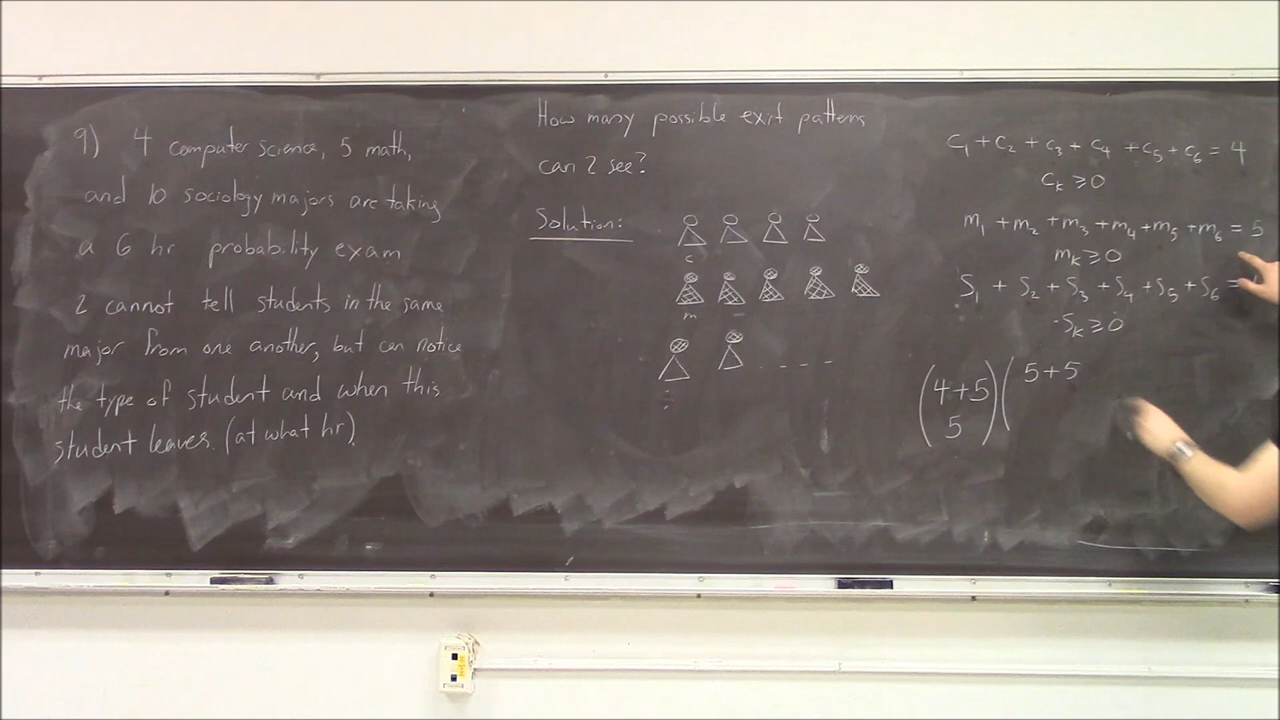 9) 4 computer science, 5 math,
and 10 sociology majors are taking
a 6 hr probability exam
2 cannot tell students in the same
major from one another, but can notice
the type of student and when this
student leaves. (at what hr).
How many possible exit patterns
can 2 see?
Solution:
c
m
- - - -
c₁ + c₂ + c₃ + c₄ + c₅ + c₆ = 4
cₖ ≥ 0
m₁ + m₂ + m₃ + m₄ + m₅ + m₆ = 5
mₖ ≥ 0
S₁ + S₂ + S₃ + S₄ + S₅ + S₆ =
Sₖ ≥ 0
(4+5 (5+5
5)